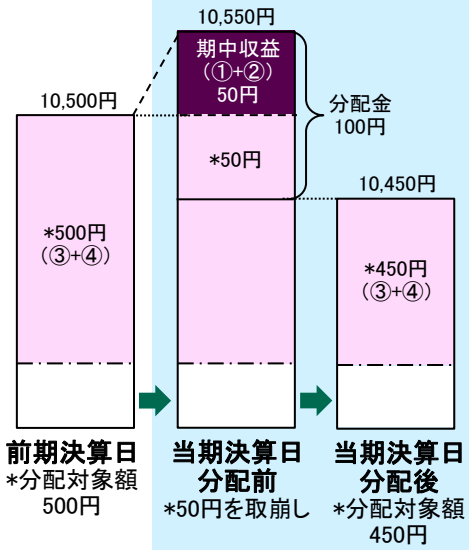 10,550円
期中収益
(①+②)
50円
10,500円
分配金
100円
*50円
10,450円
*500円
(③+④)
*450円
(③+④)
前期決算日
*分配対象額
500円
当期決算日
分配前
*50円を取崩し
当期決算日
分配後
*分配対象額
450円